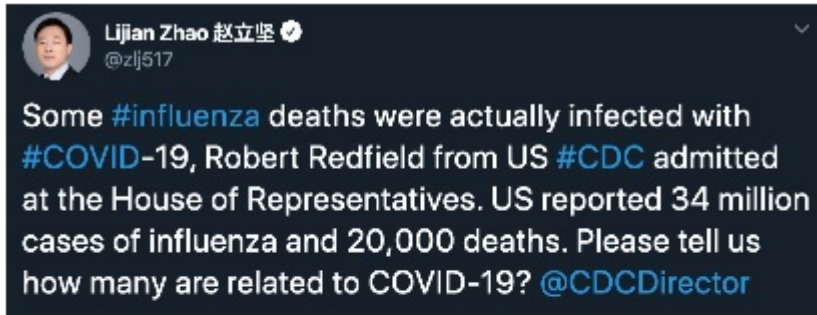 Lijian Zhao 赵立坚
@zlj517
Some #influenza deaths were actually infected with
#COVID-19, Robert Redfield from US #CDC admitted
at the House of Representatives. US reported 34 million
cases of influenza and 20,000 deaths. Please tell us
how many are related to COVID-19? @CDCDirector